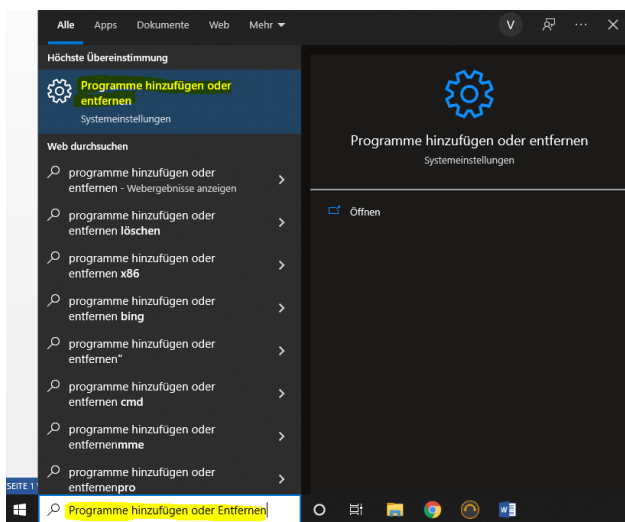 Alle Apps Dokumente Web Mehr V
Höchste Übereinstimmung
Programme hinzufügen oder
entfernen
Systemeinstellungen
Web durchsuchen
programme hinzufügen oder
entfernen - Webergebnisse anzeigen
programme hinzufügen oder
entfernen löschen
programme hinzufügen oder
entfernen x86
programme hinzufügen oder
entfernen bing
programme hinzufügen oder
entfernen"
programme hinzufügen oder
entfernen cmd
programme hinzufügen oder
entfernenmme
programme hinzufügen oder
entfernenpro
Programme hinzufügen oder entfernen
Systemeinstellungen
Öffnen
SEITE 1
Programme hinzufügen oder Entfernen
W